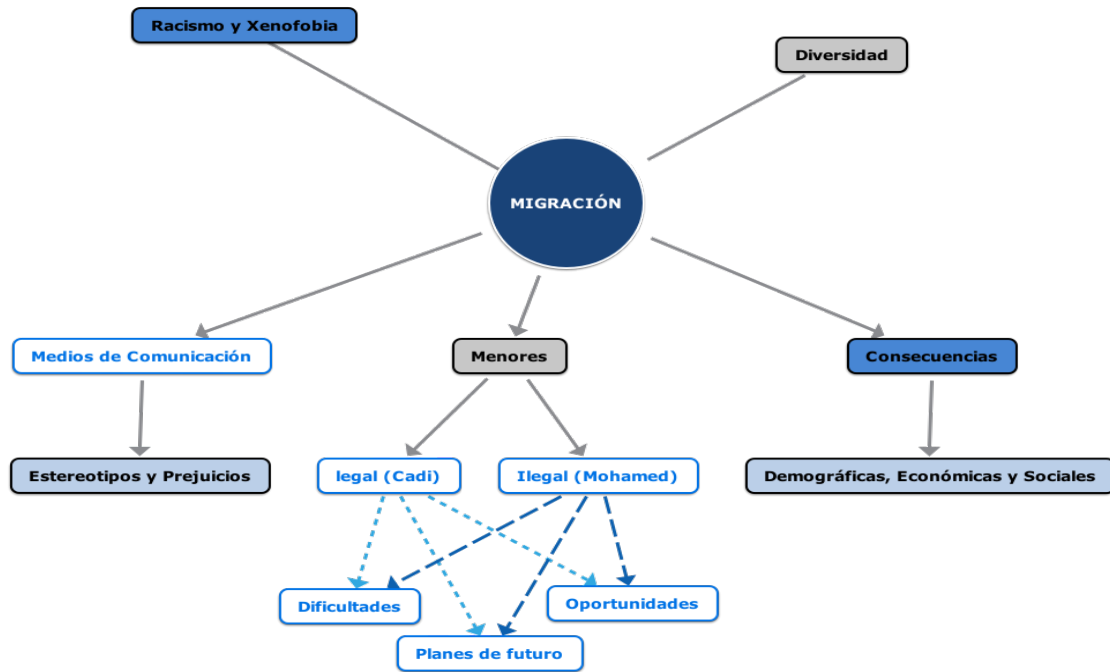 Racismo y Xenofobia
Diversidad
MIGRACIÓN
Medios de Comunicación
Menores
Consecuencias
Estereotipos y Prejuicios
legal (Cadi)
Ilegal (Mohamed)
Demográficas, Económicas y Sociales
Dificultades
Oportunidades
Planes de futuro